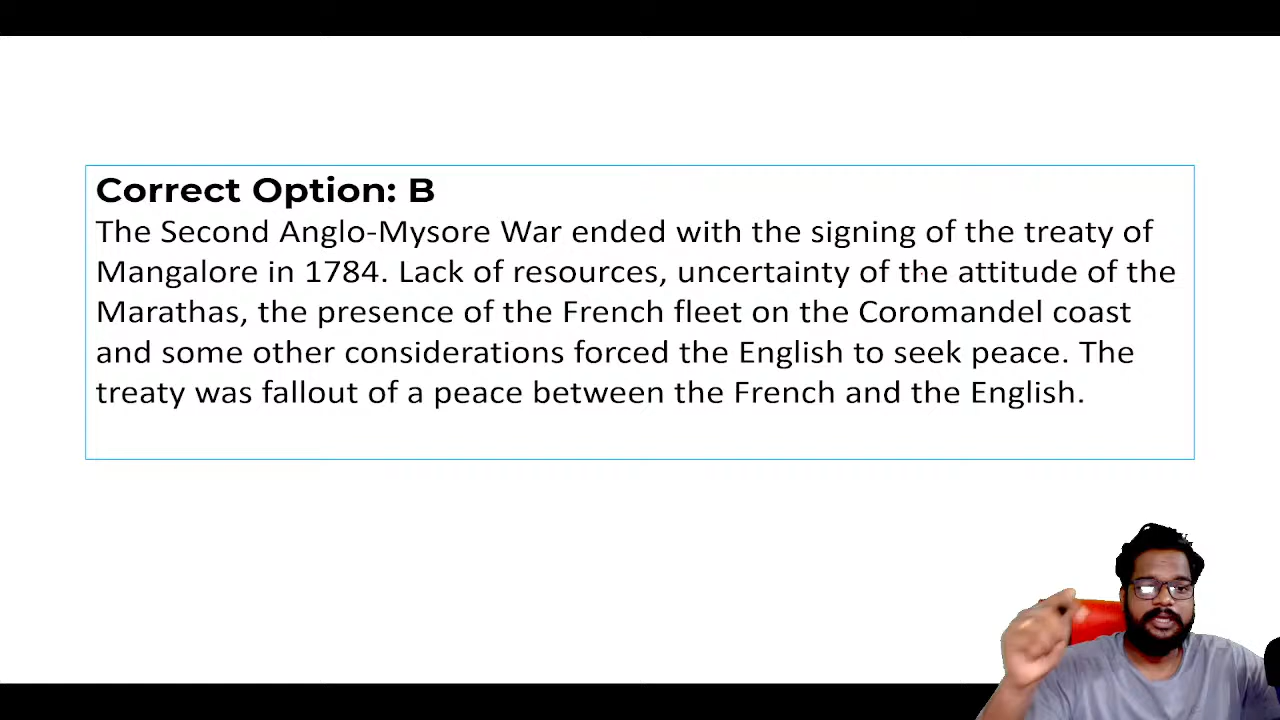 Correct Option: B
The Second Anglo-Mysore War ended with the signing of the treaty of
Mangalore in 1784. Lack of resources, uncertainty of the attitude of the
Marathas, the presence of the French fleet on the Coromandel coast
and some other considerations forced the English to seek peace. The
treaty was fallout of a peace between the French and the English.